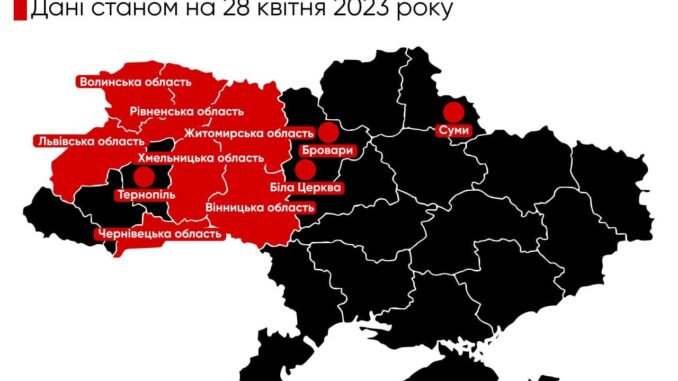 Дані станом на 28 квітня 2023 року
Волинська область
Рівненська область
Житомирська область
Львівська область
Хмельницька область
Тернопіль
Вінницька область
Чернівецька область
Бровари
Біла Церква
Суми